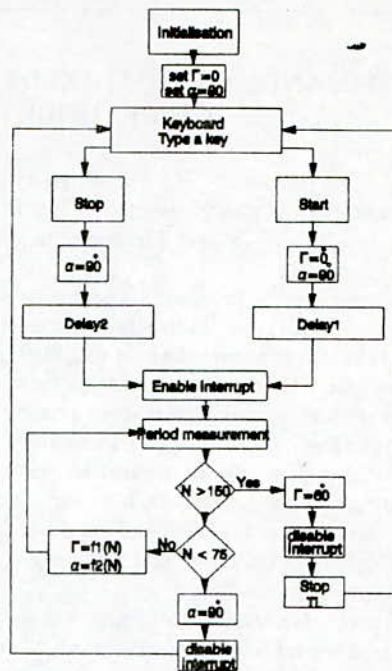 Initialisation
set Γ=0
set α=90
Keyboard
Type a key
Stop
Start
α=90°
Γ=0
α=90°
Delay2
Delay1
Enable Interrupt
Period measurement
N >150
Yes
Γ=60°
disable
interrupt
Stop
TL
Γ=f1(N)
α=f2(N)
No
N < 75
α=90°
disable
interrupt